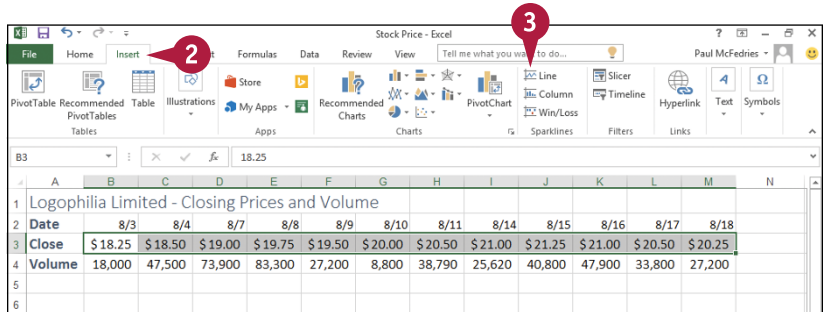 3
Stock Price - Excel
?
File Home Insert Formulas Data Review View Tell me what you want to do... Paul McFedries
2
PivotTable Recommended PivotTables Table Illustrations Store My Apps Recommended Charts PivotChart Line Column Win/Loss Slicer Timeline Hyperlink Text Symbols
Tables Apps Charts Sparklines Filters Links
B3 fx 18.25
A B C D E F G H I J K L M N
1 Logophilia Limited - Closing Prices and Volume
2 Date 8/3 8/4 8/7 8/8 8/9 8/10 8/11 8/14 8/15 8/16 8/17 8/18
3 Close $18.25 $18.50 $19.00 $19.75 $19.50 $20.00 $20.50 $21.00 $21.25 $21.00 $20.50 $20.25
4 Volume 18,000 47,500 73,900 83,300 27,200 8,800 38,790 25,620 40,800 47,900 33,800 27,200
5
6